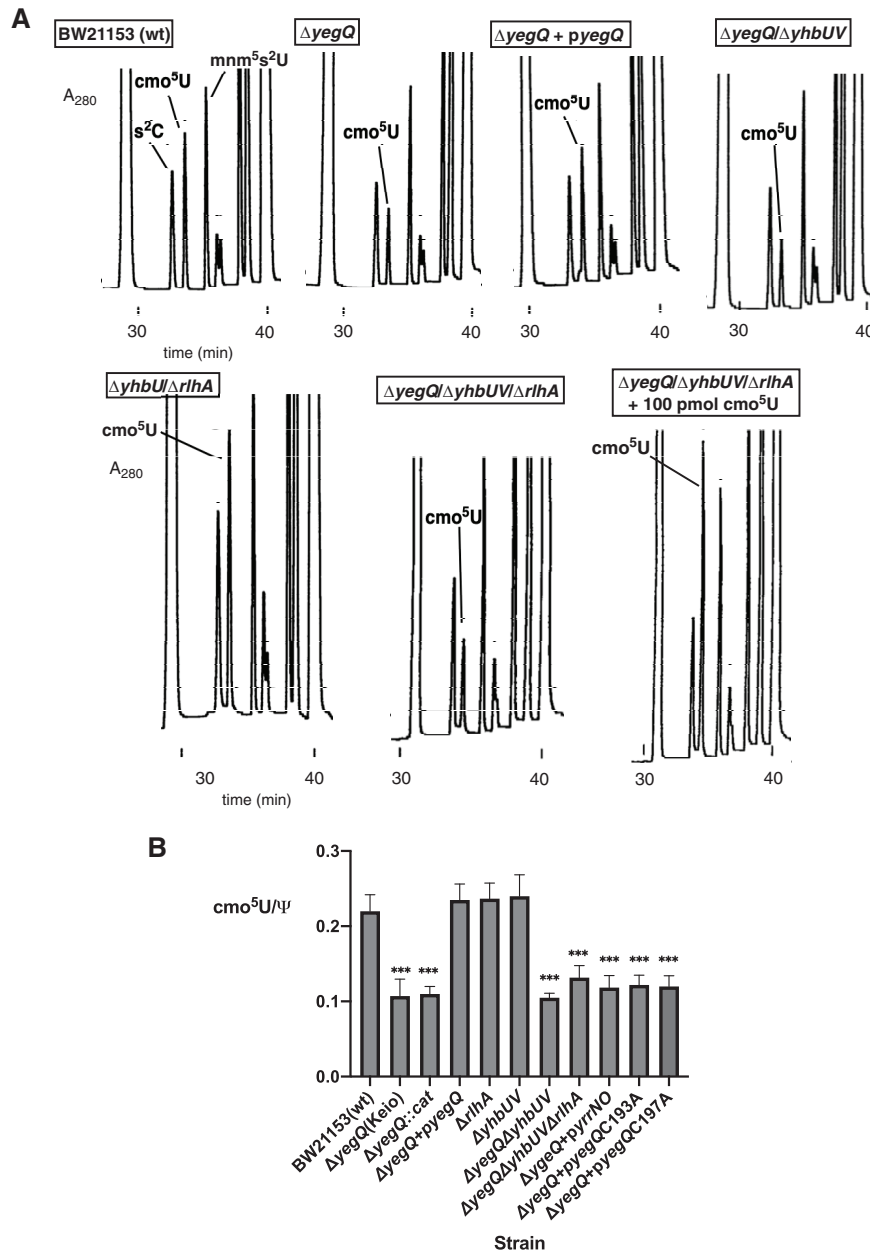 A
BW21153 (wt)
ΔyegQ
ΔyegQ + pyegQ
ΔyegQ/ΔyhbUV
mnm⁵s²U
cmo⁵U
A₂₈₀
s²C
cmo⁵U
cmo⁵U
cmo⁵U
30 40
30 40
30 40
30 40
time (min)
ΔyhbU/ΔrlhA
ΔyegQ/ΔyhbUV/ΔrlhA
ΔyegQ/ΔyhbUV/ΔrlhA
+ 100 pmol cmo⁵U
cmo⁵U
A₂₈₀
cmo⁵U
cmo⁵U
30 40
30 40
30 40
time (min)
B
cmo⁵U/Ψ
0.3
0.2
0.1
0.0
*** *** *** *** *** *** ***
BW21153(wt)
ΔyegQ(Keio)
ΔyegQ::cat
ΔyegQ+pyegQ
ΔrlhA
ΔyhbUV
ΔyegQΔyhbUV
ΔyegQΔyhbUVΔrlhA
ΔygeQ+pyrrNO
ΔyegQ+pyegQC193A
ΔyegQ+pyegQC197A
Strain